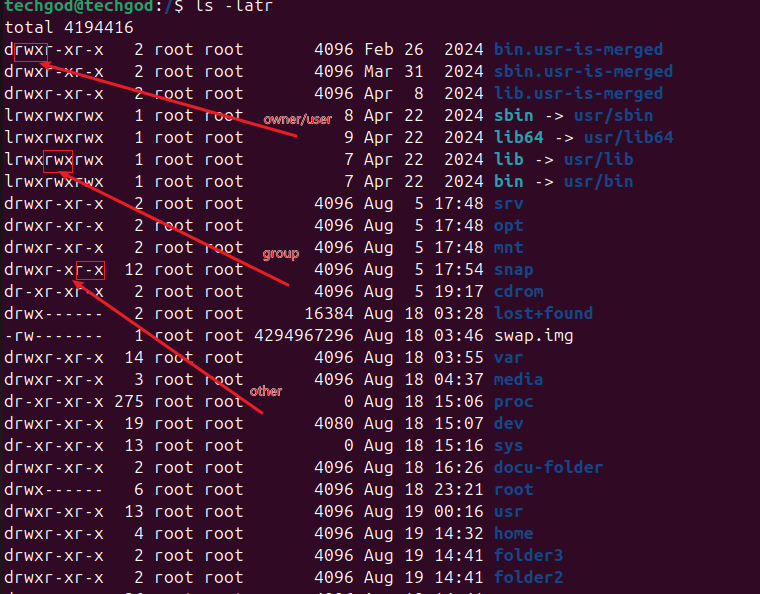 techgod@techgod:/$ ls -latr
total 4194416
drwxr-xr-x   2 root root       4096 Feb 26  2024 bin.usr-is-merged
drwxr-xr-x   2 root root       4096 Mar 31  2024 sbin.usr-is-merged
drwxr-xr-x   2 root root       4096 Apr  8  2024 lib.usr-is-merged
lrwxrwxrwx   1 root root          8 Apr 22  2024 sbin -> usr/sbin
owner/user
lrwxrwxrwx   1 root root          9 Apr 22  2024 lib64 -> usr/lib64
lrwxrwxrwx   1 root root          7 Apr 22  2024 lib -> usr/lib
lrwxrwxrwx   1 root root          7 Apr 22  2024 bin -> usr/bin
drwxr-xr-x   2 root root       4096 Aug  5 17:48 srv
drwxr-xr-x   2 root root       4096 Aug  5 17:48 opt
drwxr-xr-x   2 root root       4096 Aug  5 17:48 mnt
group
drwxr-xr-x  12 root root       4096 Aug  5 17:54 snap
dr-xr-xr-x   2 root root       4096 Aug  5 19:17 cdrom
drwx------   2 root root      16384 Aug 18 03:28 lost+found
-rw-------   1 root root 4294967296 Aug 18 03:46 swap.img
drwxr-xr-x  14 root root       4096 Aug 18 03:55 var
drwxr-xr-x   3 root root       4096 Aug 18 04:37 media
other
dr-xr-xr-x 275 root root          0 Aug 18 15:06 proc
drwxr-xr-x  19 root root       4080 Aug 18 15:07 dev
dr-xr-xr-x  13 root root          0 Aug 18 15:16 sys
drwxr-xr-x   2 root root       4096 Aug 18 16:26 docu-folder
drwx------   6 root root       4096 Aug 18 23:21 root
drwxr-xr-x  13 root root       4096 Aug 19 00:16 usr
drwxr-xr-x   4 root root       4096 Aug 19 14:32 home
drwxr-xr-x   2 root root       4096 Aug 19 14:41 folder3
drwxr-xr-x   2 root root       4096 Aug 19 14:41 folder2